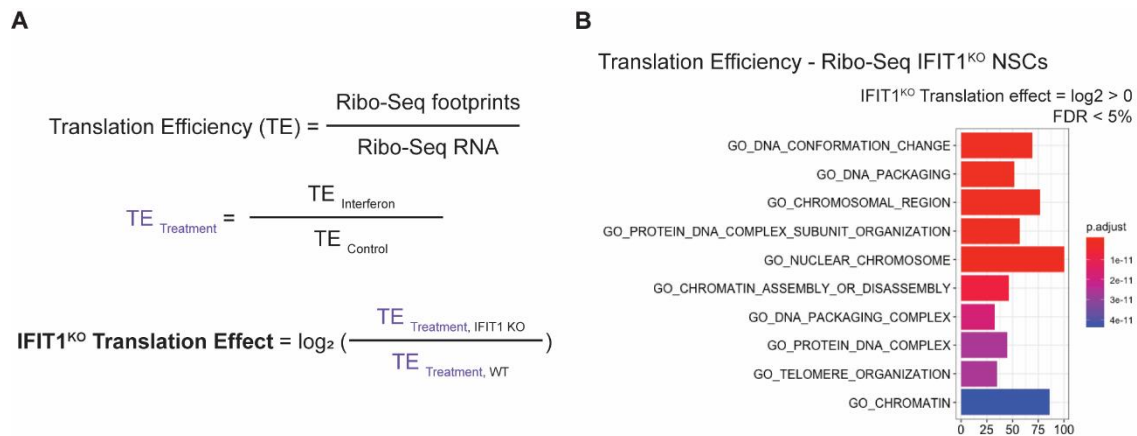 A
Translation Efficiency (TE) = Ribo-Seq footprints
Ribo-Seq RNA
TE Treatment = TE Interferon
TE Control
IFIT1KO Translation Effect = log₂ ( TE Treatment, IFIT1 KO )
TE Treatment, WT
B
Translation Efficiency - Ribo-Seq IFIT1KO NSCs
IFIT1KO Translation effect = log2 > 0
FDR < 5%
GO_DNA_CONFORMATION_CHANGE
GO_DNA_PACKAGING
GO_CHROMOSOMAL_REGION
GO_PROTEIN_DNA_COMPLEX_SUBUNIT_ORGANIZATION
GO_NUCLEAR_CHROMOSOME
GO_CHROMATIN_ASSEMBLY_OR_DISASSEMBLY
GO_DNA_PACKAGING_COMPLEX
GO_PROTEIN_DNA_COMPLEX
GO_TELOMERE_ORGANIZATION
GO_CHROMATIN
0 25 50 75 100
p.adjust
1e-11
2e-11
3e-11
4e-11